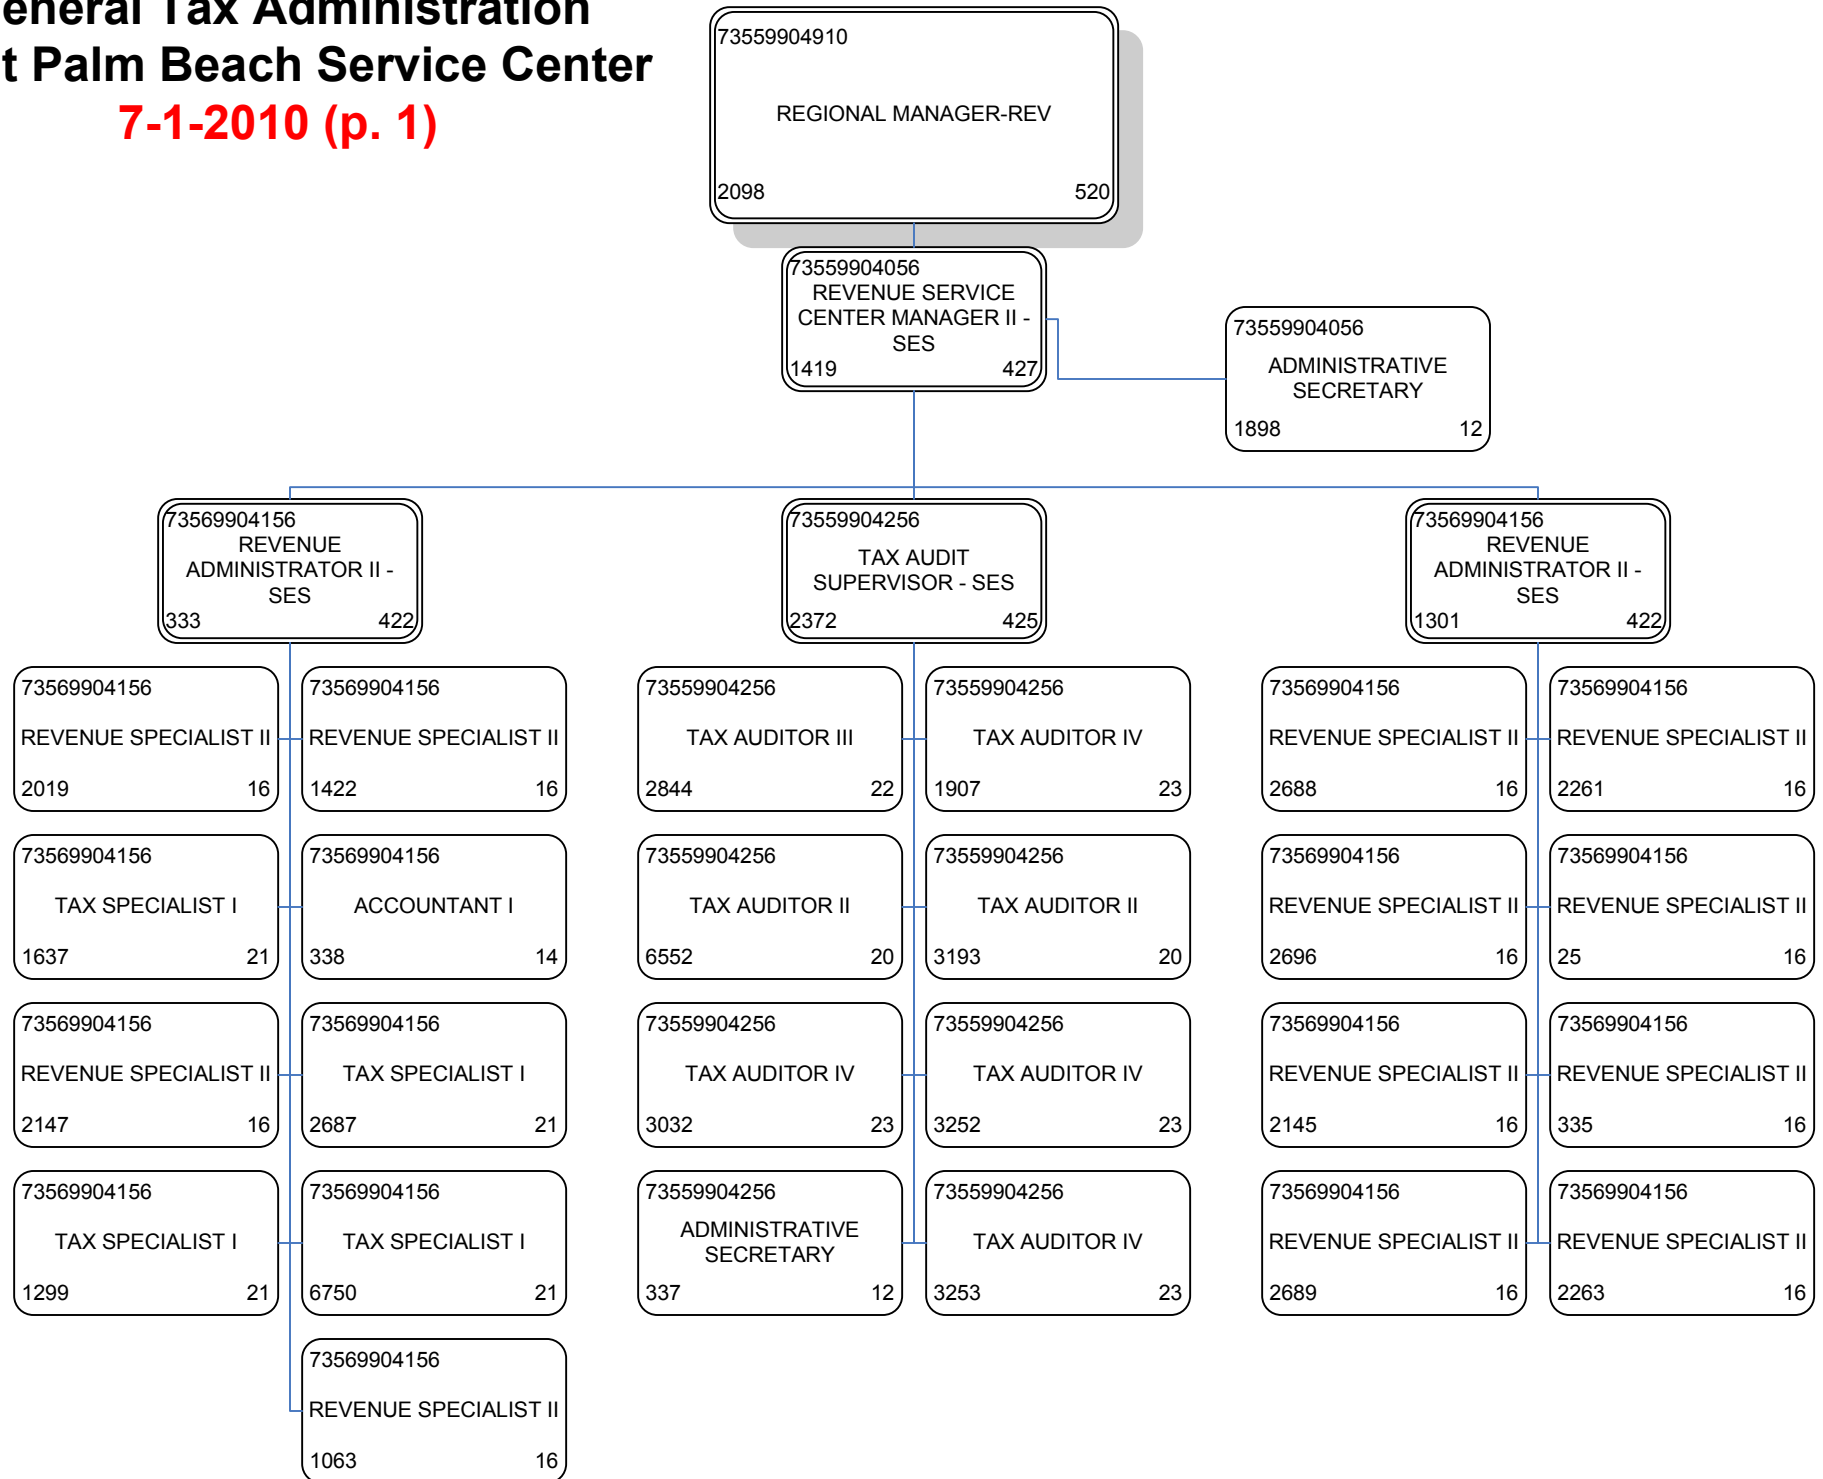 eneral Tax Administration
t Palm Beach Service Center
7-1-2010 (p. 1)
73559904910
REGIONAL MANAGER-REV
2098 520
73559904056
REVENUE SERVICE
CENTER MANAGER II -
SES
1419 427
73559904056
ADMINISTRATIVE
SECRETARY
1898 12
73569904156
REVENUE
ADMINISTRATOR II -
SES
333 422
73559904256
TAX AUDIT
SUPERVISOR - SES
2372 425
73569904156
REVENUE
ADMINISTRATOR II -
SES
1301 422
73569904156
REVENUE SPECIALIST II
2019 16
73569904156
REVENUE SPECIALIST II
1422 16
73559904256
TAX AUDITOR III
2844 22
73559904256
TAX AUDITOR IV
1907 23
73569904156
REVENUE SPECIALIST II
2688 16
73569904156
REVENUE SPECIALIST II
2261 16
73569904156
TAX SPECIALIST I
1637 21
73569904156
ACCOUNTANT I
338 14
73559904256
TAX AUDITOR II
6552 20
73559904256
TAX AUDITOR II
3193 20
73569904156
REVENUE SPECIALIST II
2696 16
73569904156
REVENUE SPECIALIST II
25 16
73569904156
REVENUE SPECIALIST II
2147 16
73569904156
TAX SPECIALIST I
2687 21
73559904256
TAX AUDITOR IV
3032 23
73559904256
TAX AUDITOR IV
3252 23
73569904156
REVENUE SPECIALIST II
2145 16
73569904156
REVENUE SPECIALIST II
335 16
73569904156
TAX SPECIALIST I
1299 21
73569904156
TAX SPECIALIST I
6750 21
73559904256
ADMINISTRATIVE
SECRETARY
337 12
73559904256
TAX AUDITOR IV
3253 23
73569904156
REVENUE SPECIALIST II
2689 16
73569904156
REVENUE SPECIALIST II
2263 16
73569904156
REVENUE SPECIALIST II
1063 16